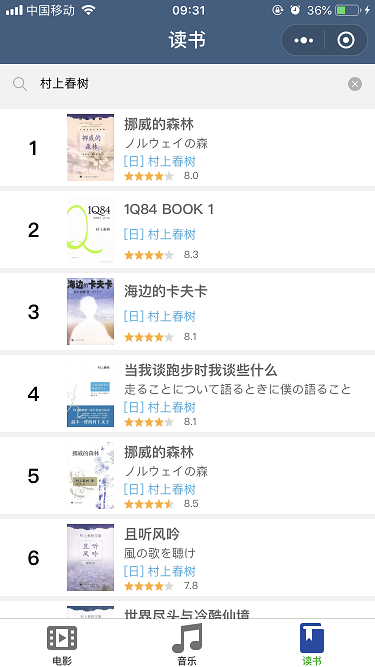 中国移动
09:31
36%
读书
村上春树
1
挪威的森林
ノルウェイの森
[日] 村上春树
8.0
2
1Q84 BOOK 1
[日] 村上春树
8.3
3
海边的卡夫卡
[日] 村上春树
8.1
4
当我谈跑步时我谈些什么
走ることについて語るときに僕の語ること
[日] 村上春树
8.1
5
挪威的森林
ノルウェイの森
[日] 村上春树
8.5
6
且听风吟
風の歌を聴け
[日] 村上春树
7.8
世界尽头与冷酷仙境
电影
音乐
读书